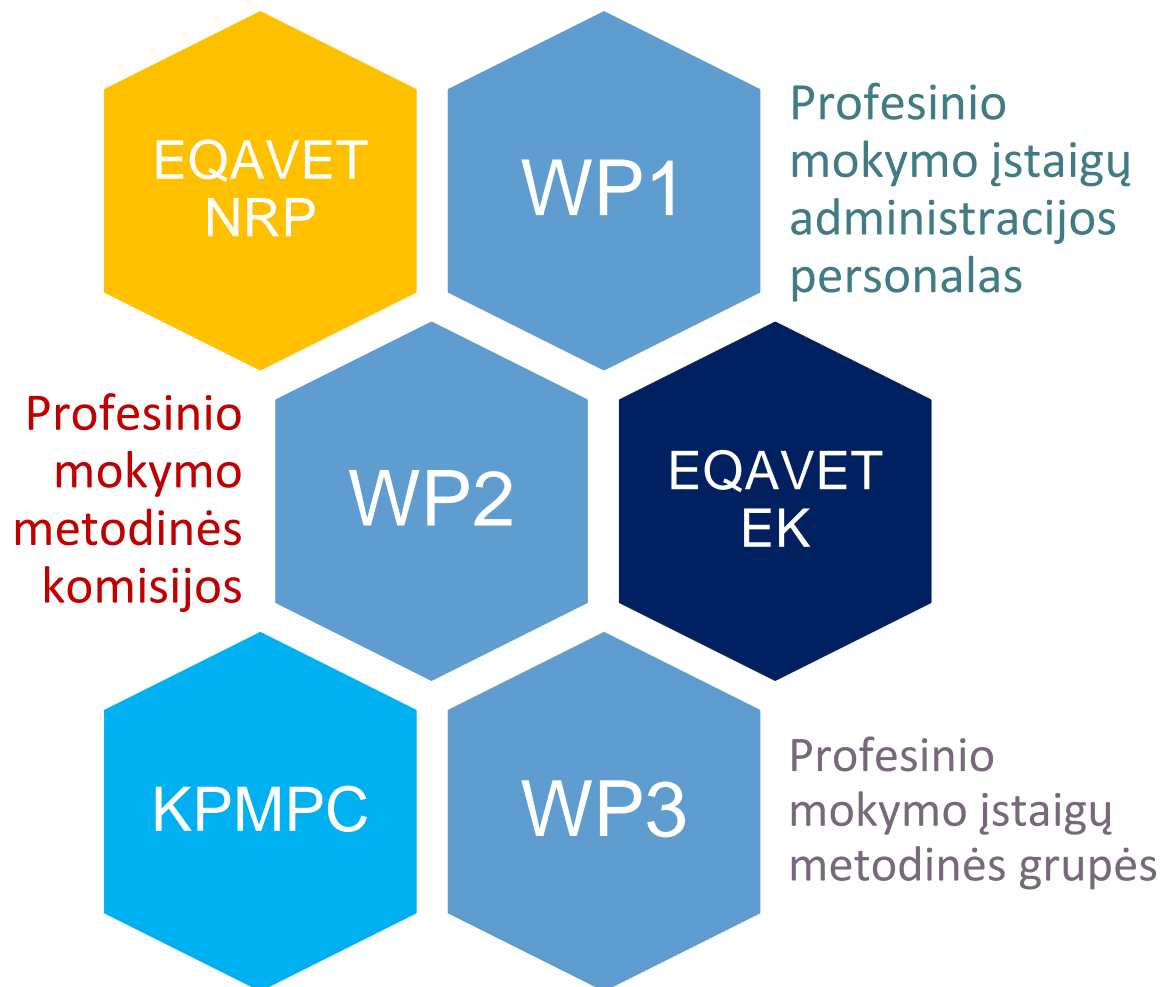 EQAVET
NRP
WP1
Profesinio
mokymo įstaigų
administracijos
personalas
Profesinio
mokymo
metodinės
komisijos
WP2
EQAVET
EK
KPMPC
WP3
Profesinio
mokymo įstaigų
metodinės grupės